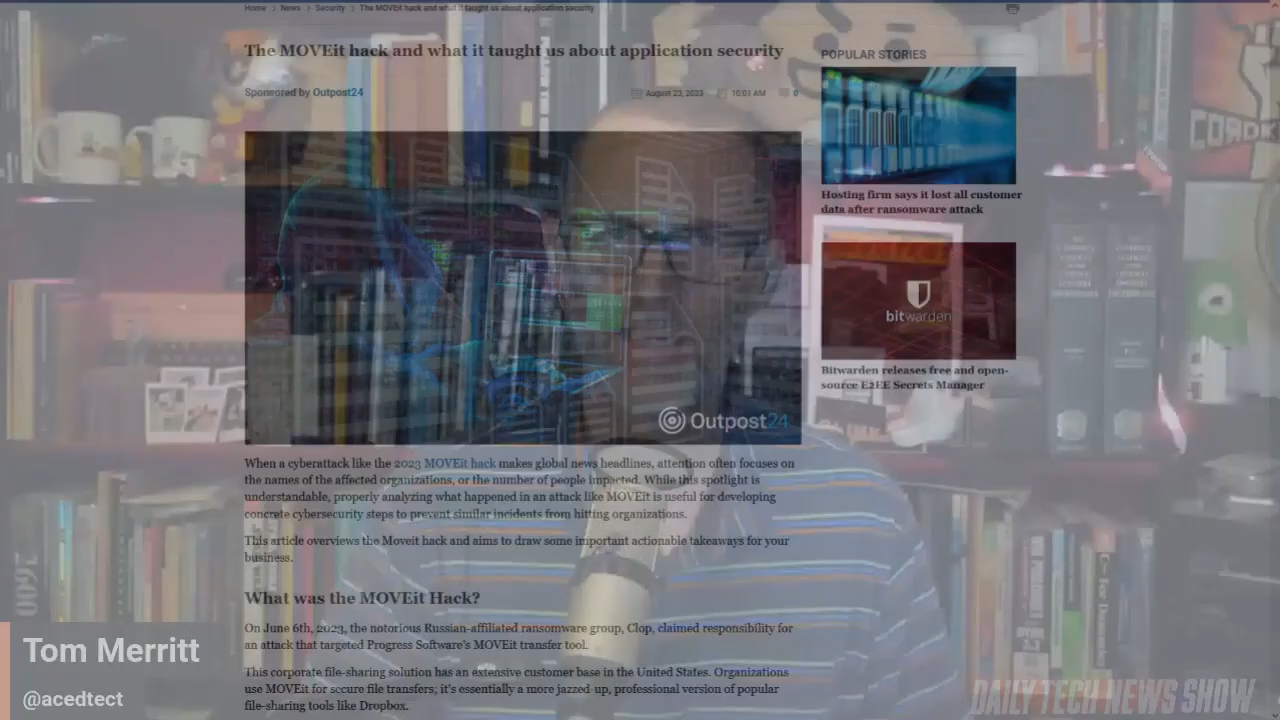 Home > News > Security > The MOVEit hack and what it taught us about application security
The MOVEit hack and what it taught us about application security
Sponsored by Outpost24
August 23, 2023
10:01 AM
0
Outpost24
When a cyberattack like the 2023 MOVEit hack makes global news headlines, attention often focuses on
the names of the affected organizations, or the number of people impacted. While this spotlight is
understandable, properly analyzing what happened in an attack like MOVEit is useful for developing
concrete cybersecurity steps to prevent similar incidents from hitting organizations.
This article overviews the Moveit hack and aims to draw some important actionable takeaways for your
business.
What was the MOVEit Hack?
On June 6th, 2023, the notorious Russian-affiliated ransomware group, Clop, claimed responsibility for
an attack that targeted Progress Software's MOVEit transfer tool.
This corporate file-sharing solution has an extensive customer base in the United States. Organizations
use MOVEit for secure file transfers; it's essentially a more jazzed-up, professional version of popular
file-sharing tools like Dropbox.
POPULAR STORIES
Hosting firm says it lost all customer
data after ransomware attack
bitwarden
Bitwarden releases free and open-
source E2EE Secrets Manager
2600
Tom Merritt
@acedtect
DAILY TECH NEWS SHOW